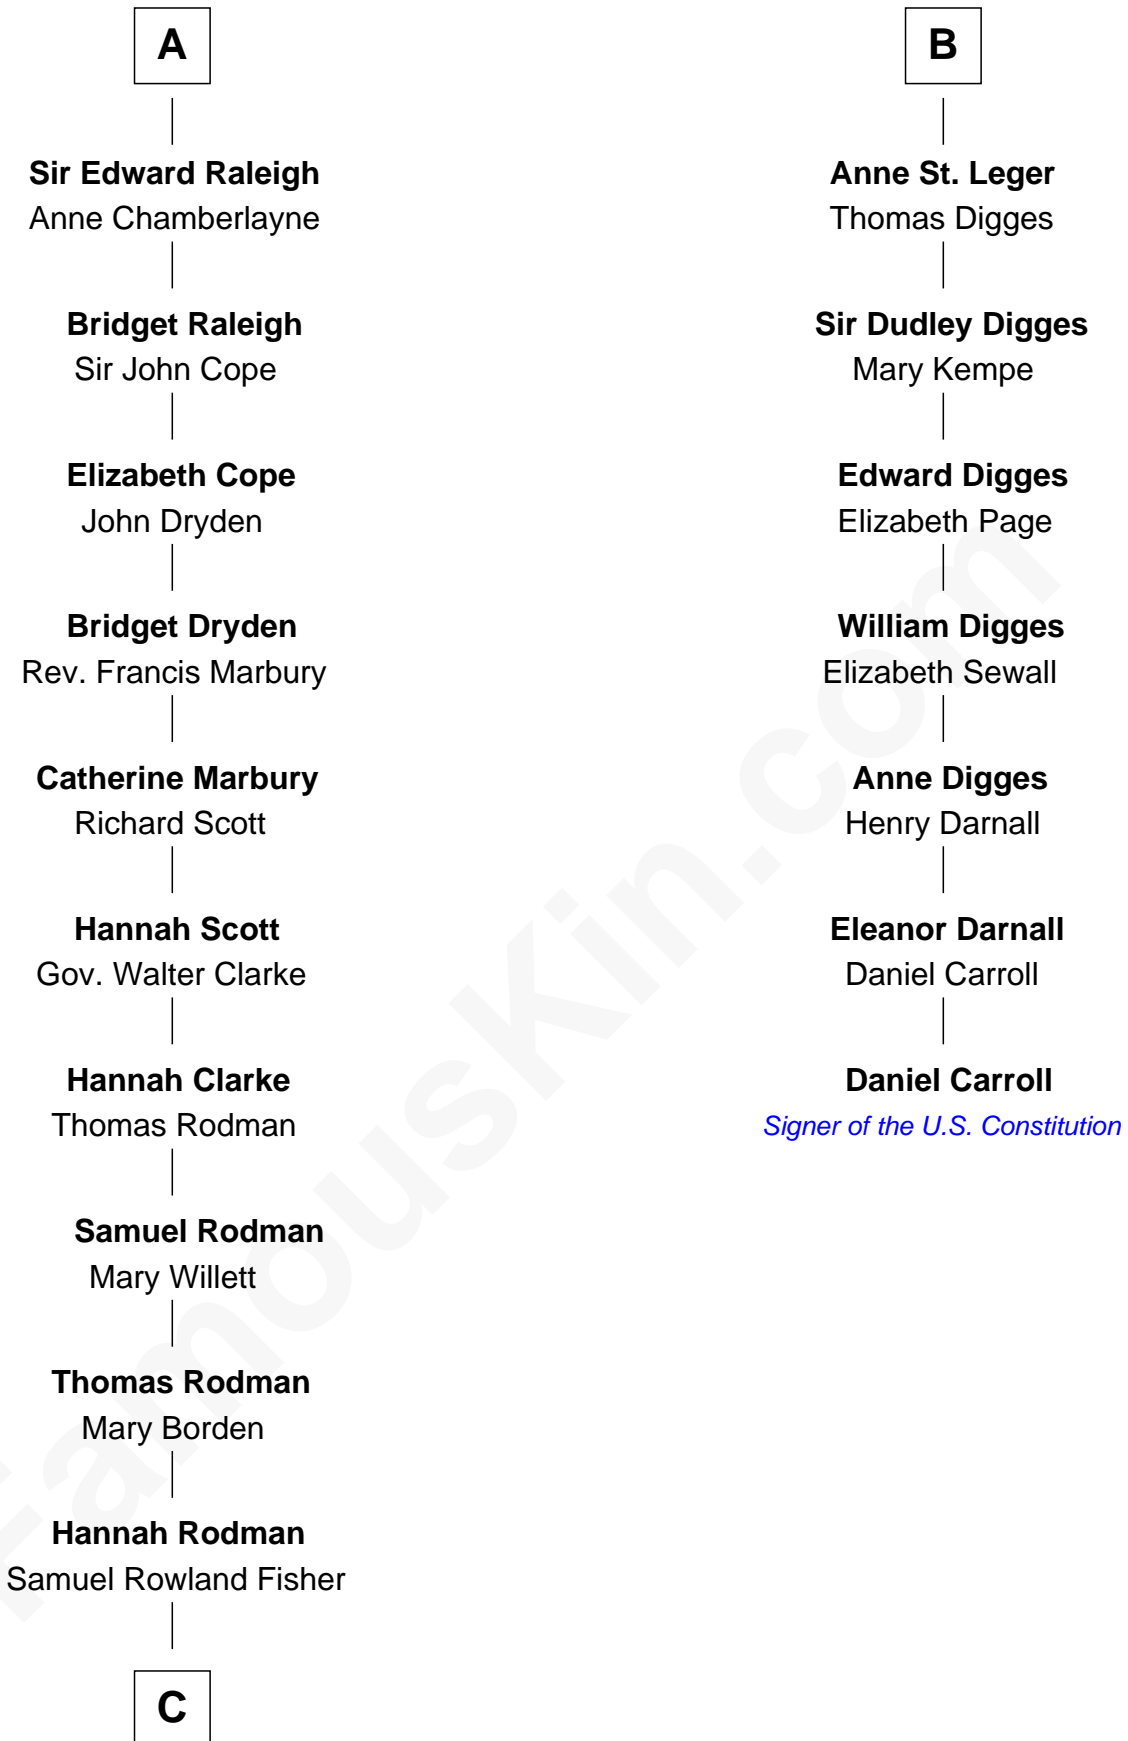 A
Sir Edward Raleigh
Anne Chamberlayne
Bridget Raleigh
Sir John Cope
Elizabeth Cope
John Dryden
Bridget Dryden
Rev. Francis Marbury
Catherine Marbury
Richard Scott
Hannah Scott
Gov. Walter Clarke
Hannah Clarke
Thomas Rodman
Samuel Rodman
Mary Willett
Thomas Rodman
Mary Borden
Hannah Rodman
Samuel Rowland Fisher
C
B
Anne St. Leger
Thomas Digges
Sir Dudley Digges
Mary Kempe
Edward Digges
Elizabeth Page
William Digges
Elizabeth Sewall
Anne Digges
Henry Darnall
Eleanor Darnall
Daniel Carroll
Daniel Carroll
Signer of the U.S. Constitution
FamousKin.com